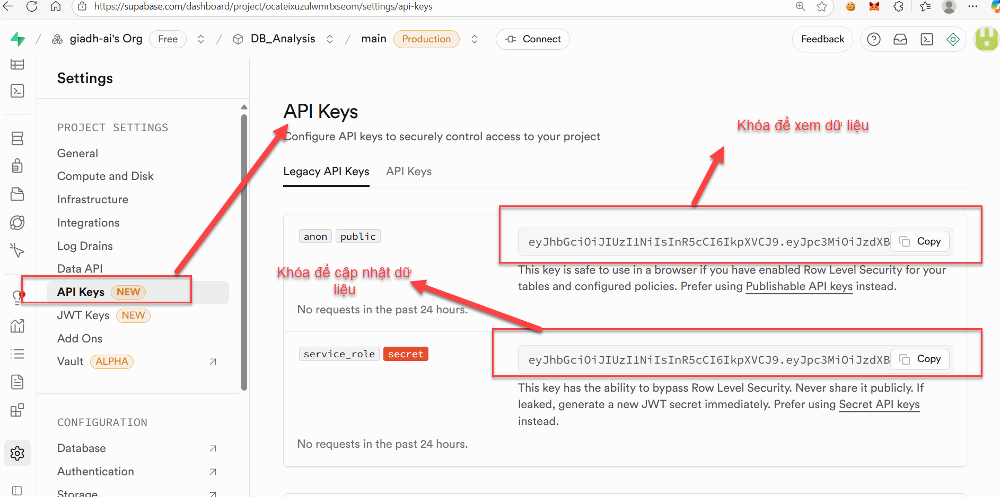 https://supabase.com/dashboard/project/ocateixuzulwmrtxseom/settings/api-keys
giadh-ai's Org Free DB_Analysis main Production Connect Feedback
Settings
PROJECT SETTINGS
General
Compute and Disk
Infrastructure
Integrations
Log Drains
Data API
API Keys NEW
JWT Keys NEW
Add Ons
Vault ALPHA
CONFIGURATION
Database
Authentication
Storage
API Keys
Configure API keys to securely control access to your project
Khóa để xem dữ liệu
Legacy API Keys API Keys
anon public
eyJhbGciOiJIUzI1NiIsInR5cCI6IkpXVCJ9.eyJpc3MiOiJzdXB Copy
This key is safe to use in a browser if you have enabled Row Level Security for your
tables and configured policies. Prefer using Publishable API keys instead.
Khóa để cập nhật dữ
liệu
No requests in the past 24 hours.
service_role secret
eyJhbGciOiJIUzI1NiIsInR5cCI6IkpXVCJ9.eyJpc3MiOiJzdXB Copy
This key has the ability to bypass Row Level Security. Never share it publicly. If
leaked, generate a new JWT secret immediately. Prefer using Secret API keys
instead.
No requests in the past 24 hours.